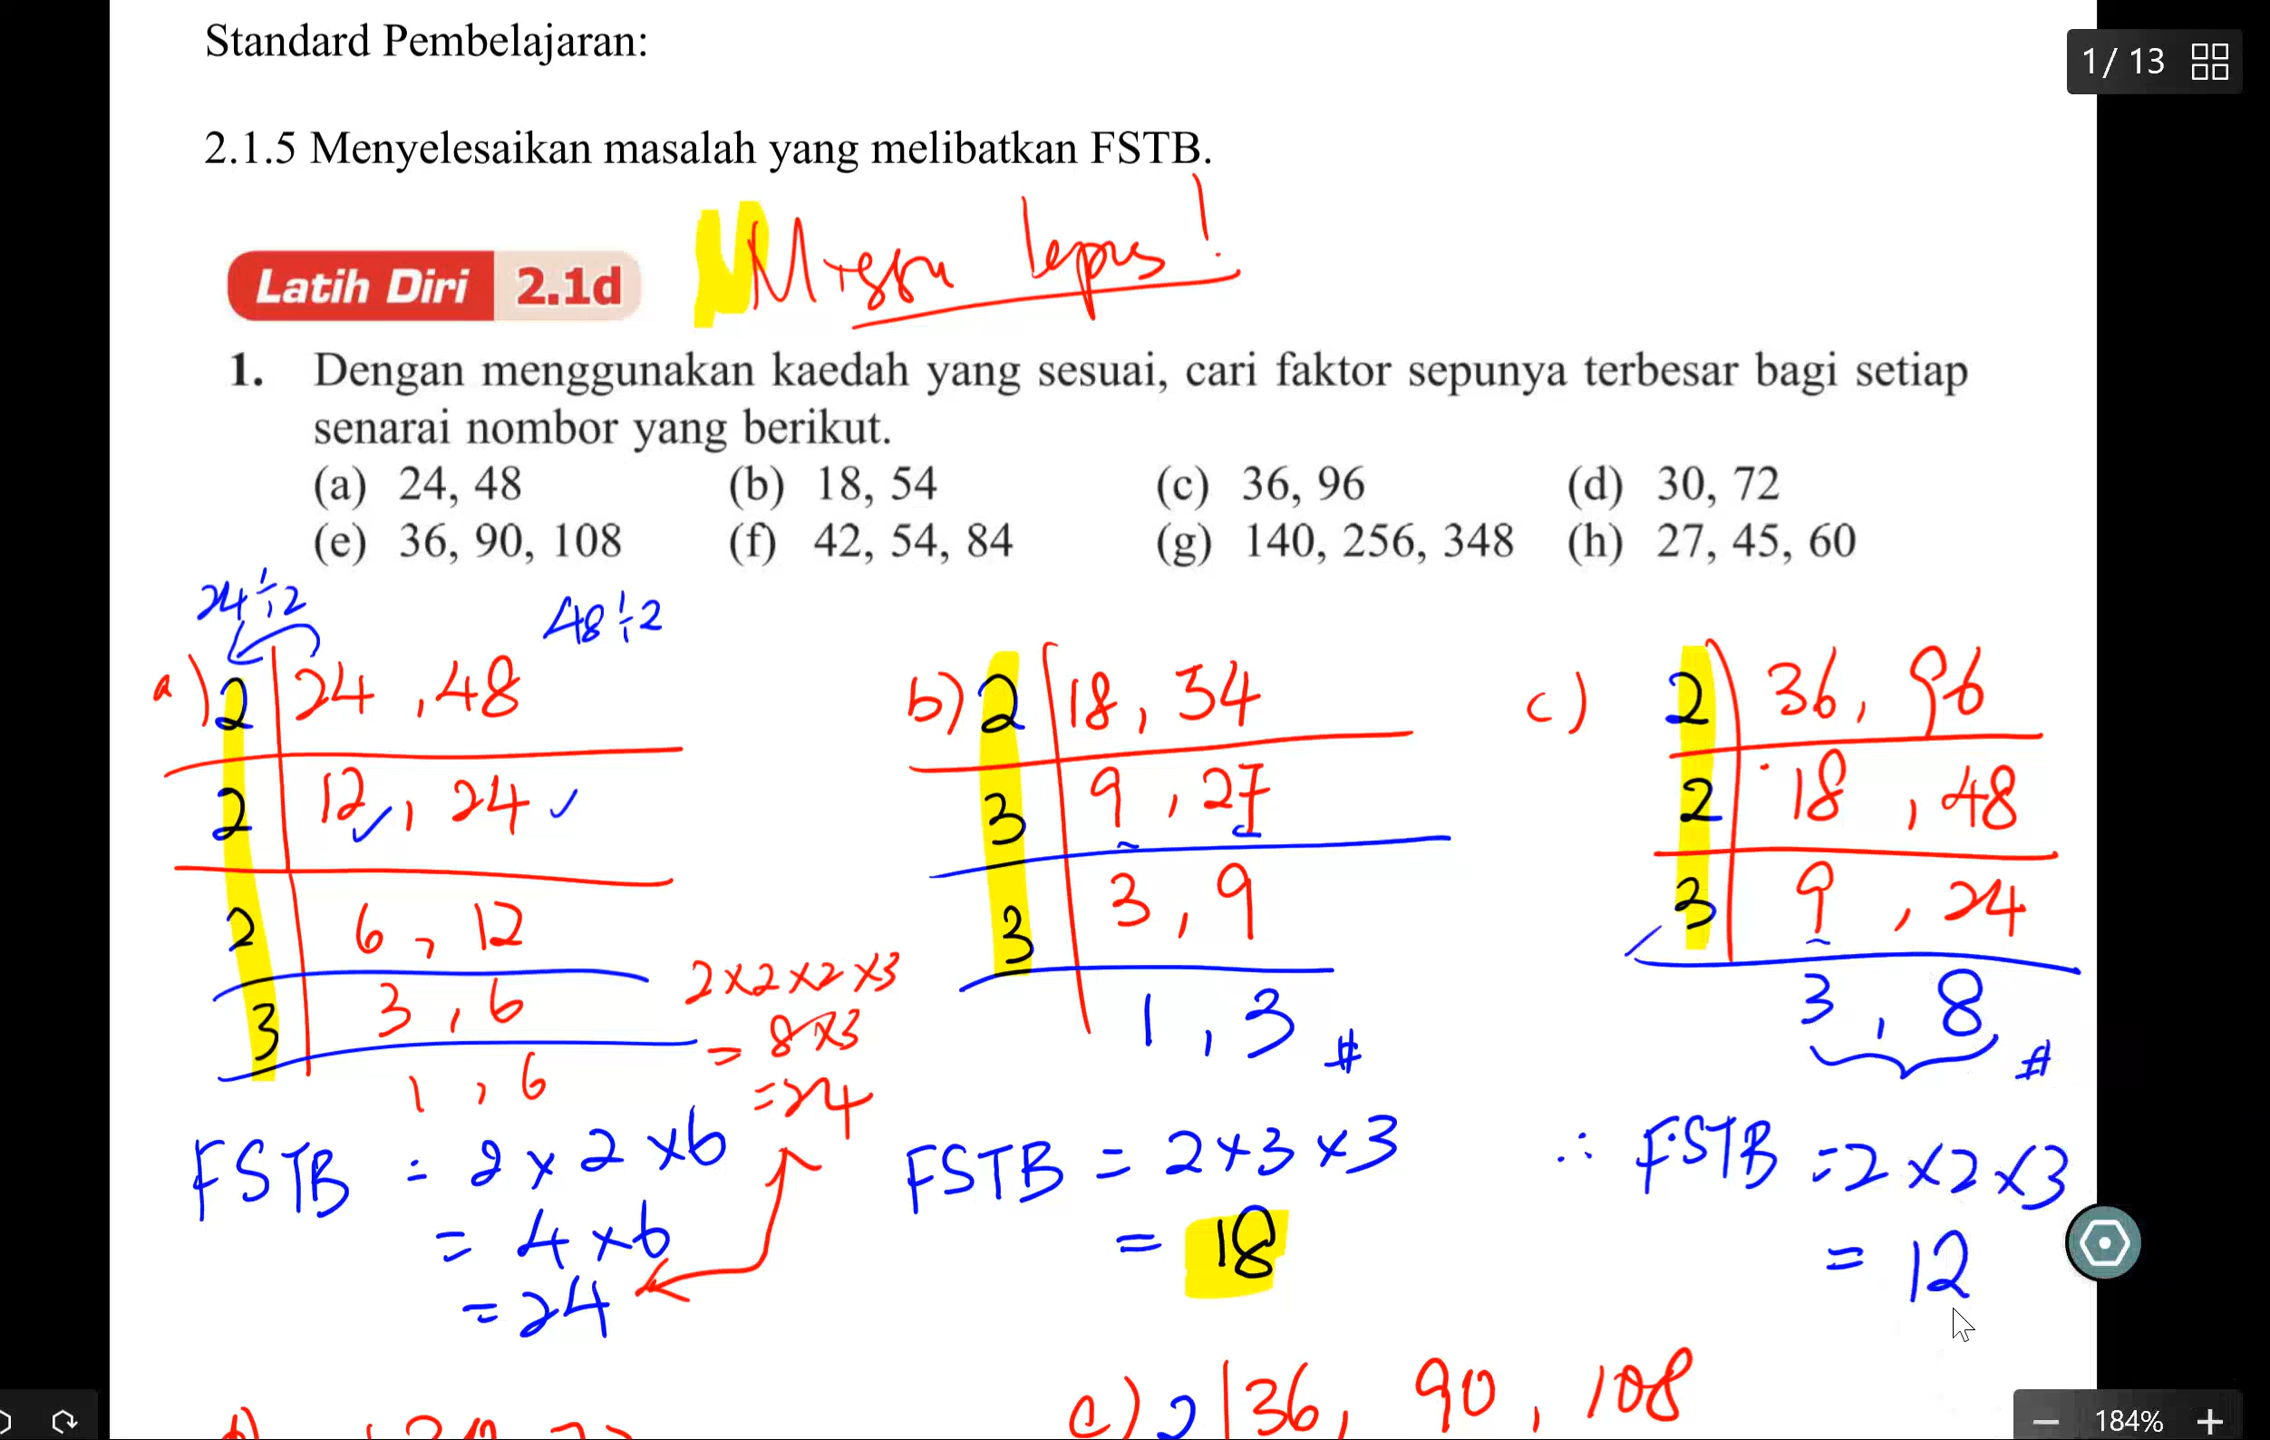 Standard Pembelajaran:
1/ 13
2.1.5 Menyelesaikan masalah yang melibatkan FSTB.
Latih Diri 2.1d
lepas!
1. Dengan menggunakan kaedah yang sesuai, cari faktor sepunya terbesar bagi setiap
senarai nombor yang berikut.
(a) 24, 48 (b) 18, 54 (c) 36, 96 (d) 30, 72
(e) 36, 90, 108 (f) 42, 54, 84 (g) 140, 256, 348 (h) 27, 45, 60
24÷2 48÷2
a) 2 24, 48
2 12, 24
2 6, 12
3 3, 6
1, 6
2×2×2×3
= 8×3
=24
FSTB = 2 × 2 × 6
= 4 × 6
= 24
b) 2 18, 54
3 9, 27
3 3, 9
1, 3 #
FSTB = 2×3×3
= 18
c) 2 36, 96
2 18, 48
3 9, 24
3, 8 #
∴ FSTB = 2×2×3
= 12
e) 2 36, 90, 108
184%